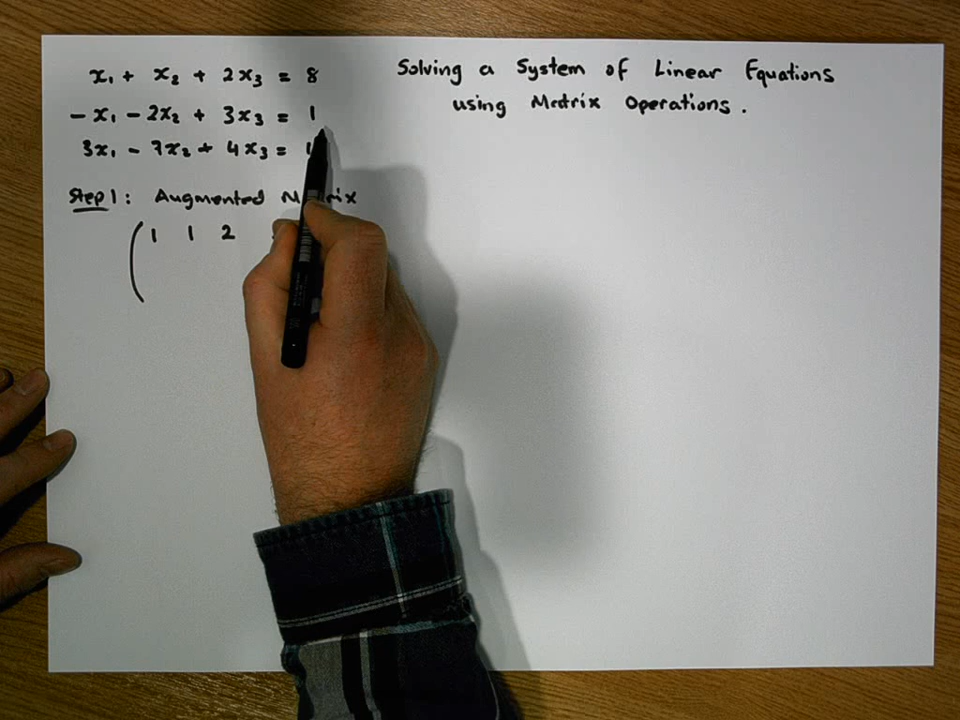 x₁ + x₂ + 2x₃ = 8
-x₁ - 2x₂ + 3x₃ = 1
3x₁ - 7x₂ + 4x₃ =
Solving a System of Linear Equations
using Matrix Operations.
Step 1: Augmented Matrix
( 1 1 2